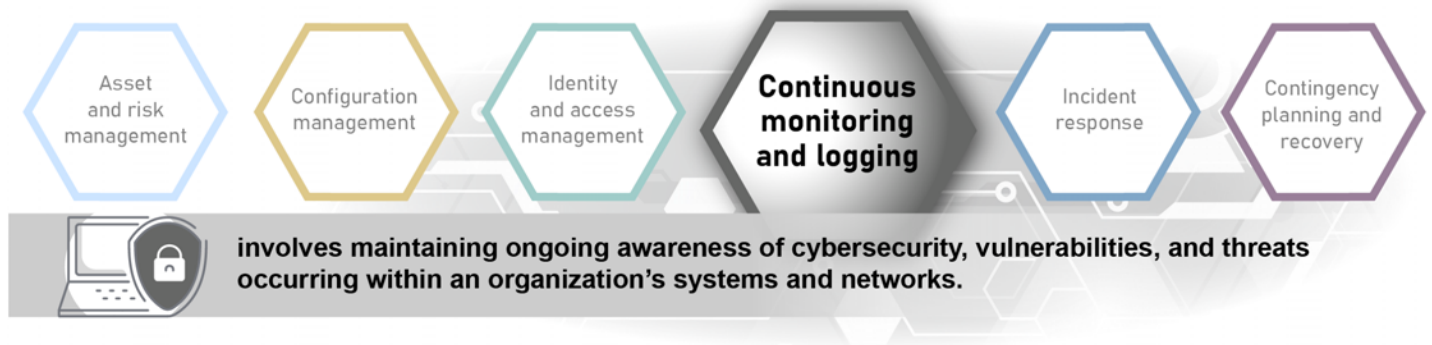 Asset
and risk
management
Configuration
management
Identity
and access
management
Continuous
monitoring
and logging
Incident
response
Contingency
planning and
recovery
involves maintaining ongoing awareness of cybersecurity, vulnerabilities, and threats
occurring within an organization’s systems and networks.